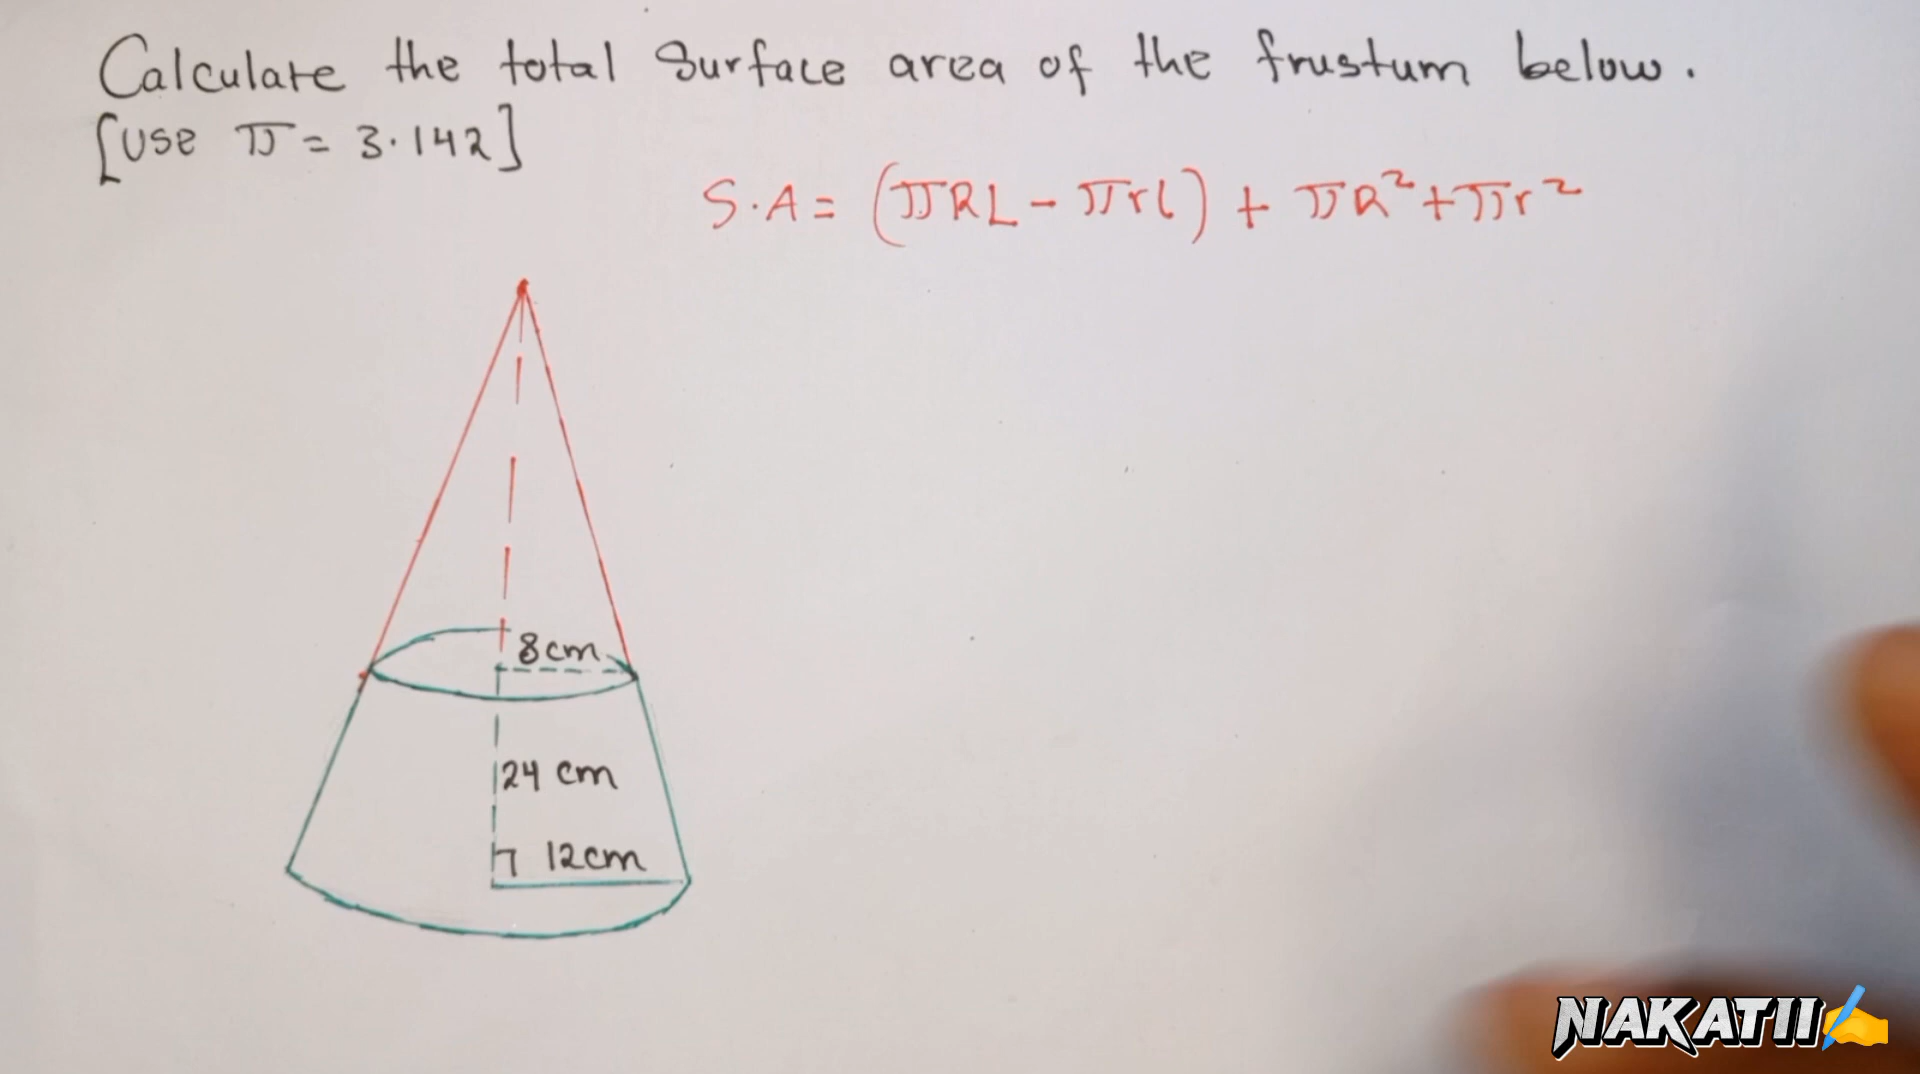 Calculate the total Surface area of the frustum below.
[Use π = 3.142]
S.A = (πRL - πrl) + πR² + πr²
8cm
24 cm
12cm
NAKATII